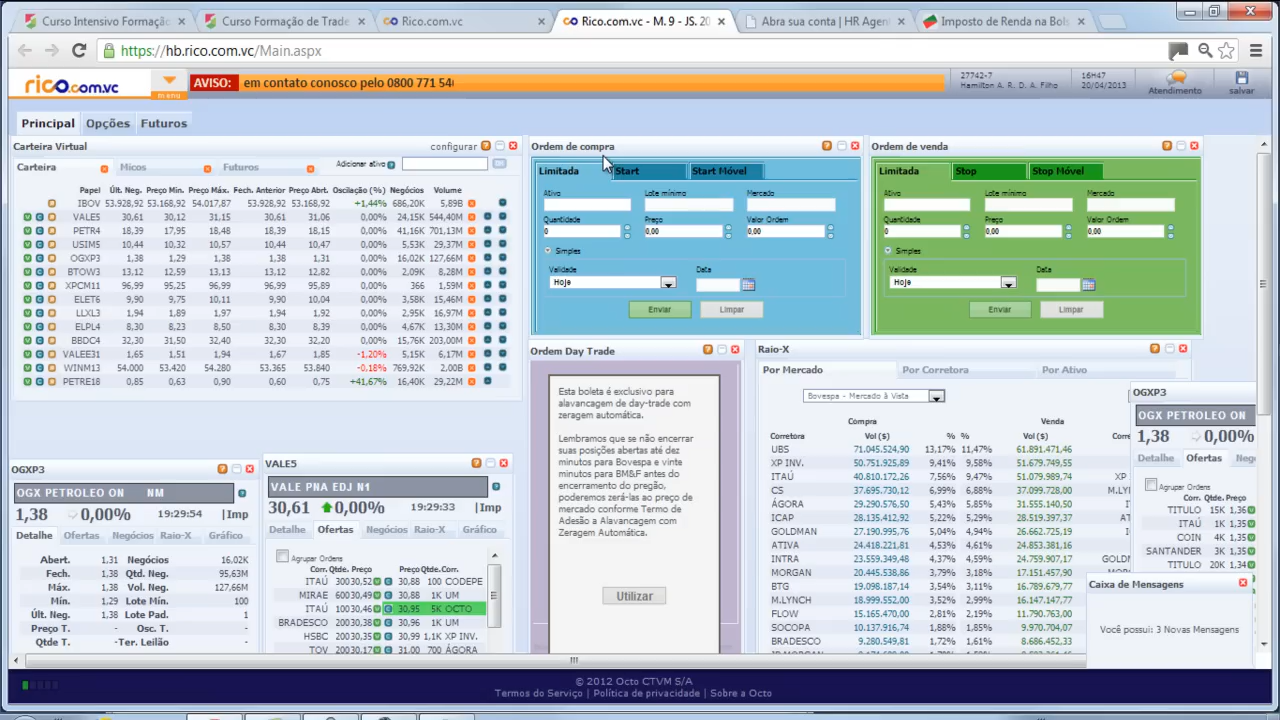 Curso Intensivo Formação
Curso Formação de Trade
Rico.com.vc
Rico.com.vc - M. 9 - JS. 20
Abra sua conta | HR Agen
Imposto de Renda na Bols
https://hb.rico.com.vc/Main.aspx
rico.com.vc
menu
AVISO: em contato conosco pelo 0800 771 54
27742-7
Hamilton A. R. D. A. Filho
16H47
20/04/2013
Atendimento
salvar
Principal Opções Futuros
Carteira Virtual configurar
Carteira Micos Futuros Adicionar ativo
Papel Últ. Neg. Preço Min. Preço Máx. Fech. Anterior Preço Abrt. Oscilação (%) Negócios Volume
IBOV 53.928,92 53.168,92 54.017,87 53.928,92 53.168,92 +1,44% 686,20K 5,89B
VALE5 30,61 30,12 31,15 30,61 31,06 0,00% 24,15K 544,40M
PETR4 18,39 17,95 18,48 18,39 18,15 0,00% 41,16K 701,13M
USIM5 10,44 10,32 10,57 10,44 10,34 0,00% 5,53K 29,37M
OGXP3 1,38 1,29 1,38 1,38 1,31 0,00% 16,02K 127,66M
BTOW3 13,12 12,59 13,13 13,12 12,82 0,00% 2,09K 8,28M
XPCM11 96,99 95,25 96,99 96,99 95,89 0,00% 366 1,59M
ELET6 9,90 9,75 10,11 9,90 10,04 0,00% 3,58K 15,46M
LLXL3 1,94 1,89 1,97 1,94 1,92 0,00% 2,95K 16,97M
ELPL4 8,30 8,23 8,50 8,30 8,35 0,00% 4,67K 13,30M
BBDC4 32,30 31,50 32,40 32,30 32,20 0,00% 15,76K 203,00M
VALEE31 1,65 1,51 1,94 1,67 1,85 -1,20% 5,15K 6,17M
WINM13 54.000 53.420 54.280 53.365 53.840 -0,18% 769,92K 2,00B
PETRE18 0,85 0,63 0,90 0,60 0,75 +41,67% 16,40K 29,22M
Ordem de compra
Limitada Start Start Móvel
Ativo Lote mínimo Mercado
Quantidade Preço Valor Ordem
0 0,00 0,00
Simples
Validade Data
Hoje
Enviar Limpar
Ordem de venda
Limitada Stop Stop Móvel
Ativo Lote mínimo Mercado
Quantidade Preço Valor Ordem
0 0,00 0,00
Simples
Validade Data
Hoje
Enviar Limpar
Ordem Day Trade
Esta boleta é exclusivo para
alavancagem de day-trade com
zeragem automática.
Lembramos que se não encerrar
suas posições abertas até dez
minutos para Bovespa e vinte
minutos para BM&F antes do
encerramento do pregão,
poderemos zerá-las ao preço de
mercado conforme Termo de
Adesão a Alavancagem com
Zeragem Automática.
Utilizar
Raio-X
Por Mercado Por Corretora Por Ativo
Bovespa - Mercado à Vista
Compra Venda
Corretora Vol ($) % % Vol ($) Corre
UBS 71.045.524,90 13,17% 11,47% 61.891.471,46
XP INV. 50.751.925,89 9,41% 9,58% 51.679.749,55
ITAÚ 40.810.172,26 7,56% 9,47% 51.079.989,74 XP
CS 37.695.730,12 6,99% 6,88% 37.099.728,00 M.LYN
ÁGORA 29.290.576,50 5,43% 5,36% 28.909.255,18
ICAP 28.135.412,92 5,22% 5,29% 28.519.397,37
GOLDMAN 27.190.995,76 5,04% 4,94% 26.662.725,49
ATIVA 24.418.221,81 4,53% 4,61% 24.853.381,16
INTRA 23.559.349,48 4,37% 4,15% 22.417.230,98
MORGAN 20.445.538,86 3,79% 3,18% 17.151.457,90
BTG 19.098.187,14 3,54% 3,48% 18.789.679,77
M.LYNCH 18.999.558,54 3,52% 2,99% 16.147.147,77
FLOW 15.165.470,00 2,81% 2,19% 11.790.763,00
SOCOPA 10.137.916,74 1,88% 1,85% 9.970.704,07
BRADESCO 9.280.549,81 1,72% 1,61% 8.686.452,33
OGXP3
OGX PETROLEO ON NM
1,38 0,00% 19:29:54 |Imp
Detalhe Ofertas Negócios Raio-X Gráfico
Abert. 1,31 Negócios 16,02K
Fech. 1,38 Qtd. Neg. 95,63M
Máx. 1,38 Vol. Neg. 127,66M
Mín. 1,29 Lote Mín. 100
Últ. Neg. 1,38 Lote Pad. 1
Preço T. - Osc. T. -
Qtde T. - Ter. Leilão -
VALE5
VALE PNA EDJ N1
30,61 0,00% 19:29:33 |Imp
Detalhe Ofertas Negócios Raio-X Gráfico
Agrupar Ordens
Corr. Qtde. Preço Preço Qtde. Corr.
ITAÚ 300 30,52 30,88 100 CODEPE
MIRAE 600 30,48 30,88 1K UM
ITAÚ 100 30,46 30,95 5K OCTO
BRADESCO 200 30,38 30,96 1K UM
HSBC 200 30,35 30,99 1,1K XP INV.
TOV 500 30,17 31,00 700 ÁGORA
OGXP3
OGX PETROLEO ON
1,38 0,00%
Detalhe Ofertas Neg
Agrupar Ordens
Corr. Qtde. Preço
TITULO 15K 1,36
ITAÚ 1K 1,35
COIN 4K 1,35
SANTANDER 3K 1,35
TITULO 20K 1,34
Caixa de Mensagens
Você possui: 3 Novas Mensagens
© 2012 Octo CTVM S/A
Termos do Serviço | Política de privacidade | Sobre a Octo